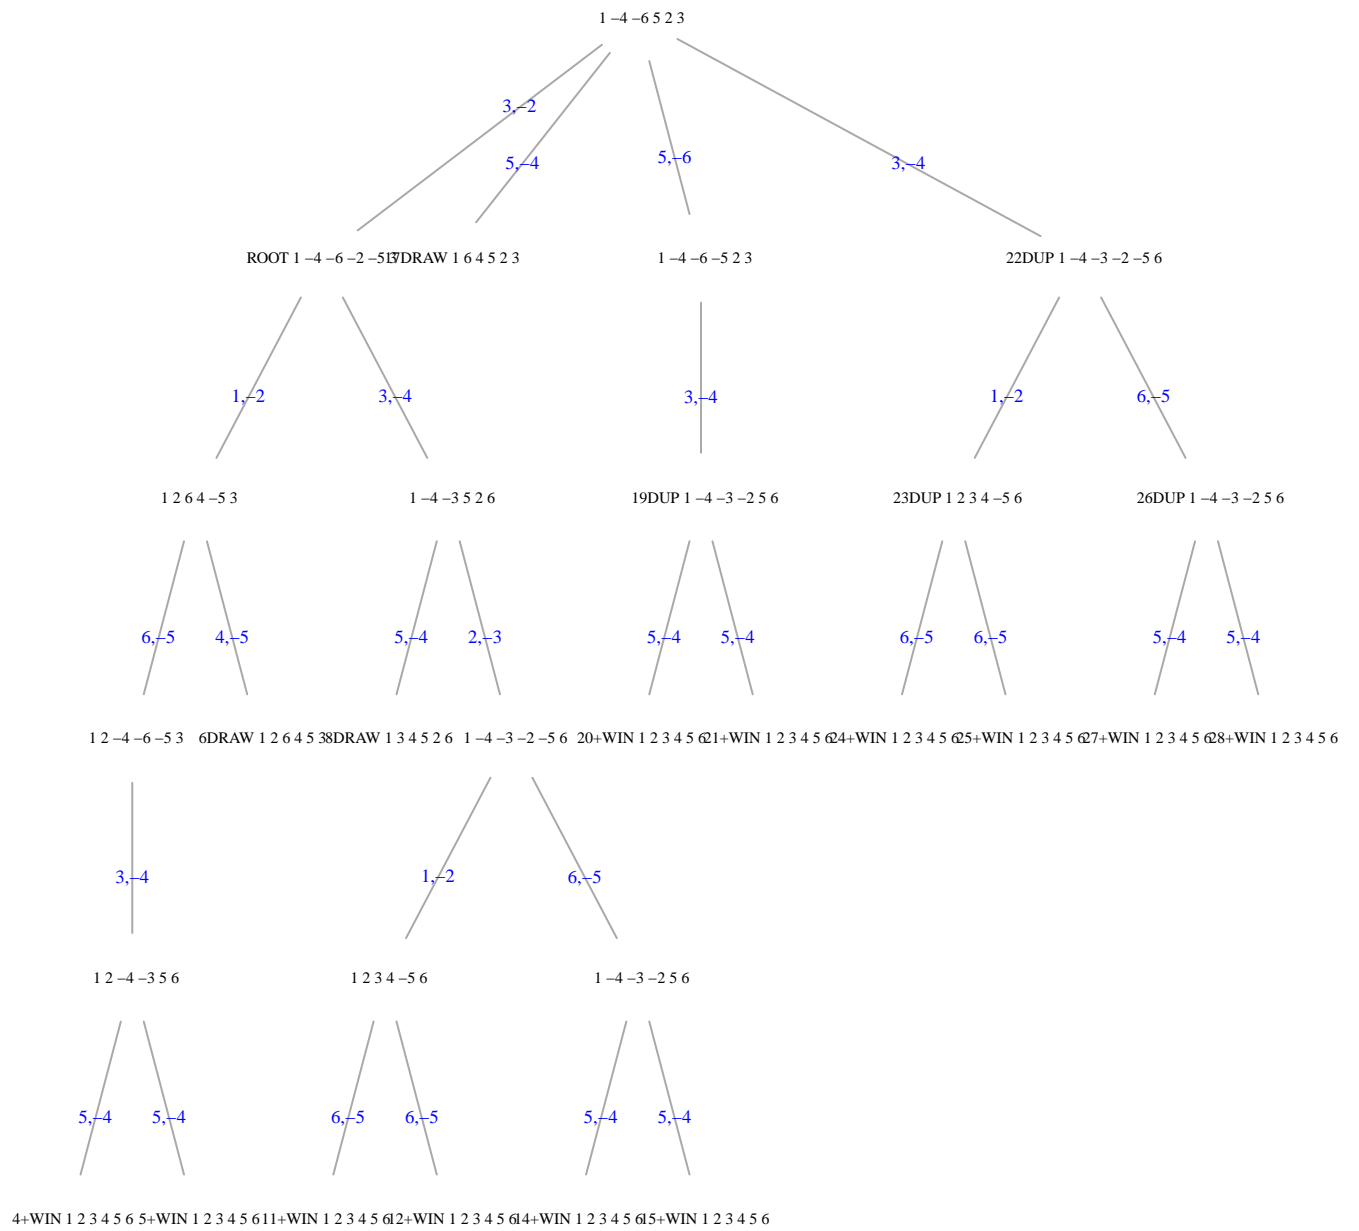 1 –4 –6 5 2 3
3,–2
5,–4
5,–6
3,–4
ROOT 1 –4 –6 –2 –5 3
17DRAW 1 6 4 5 2 3
1 –4 –6 –5 2 3
22DUP 1 –4 –3 –2 –5 6
1,–2
3,–4
3,–4
1,–2
6,–5
1 2 6 4 –5 3
1 –4 –3 5 2 6
19DUP 1 –4 –3 –2 5 6
23DUP 1 2 3 4 –5 6
26DUP 1 –4 –3 –2 5 6
6,–5
4,–5
5,–4
2,–3
5,–4
5,–4
6,–5
6,–5
5,–4
5,–4
1 2 –4 –6 –5 3
6DRAW 1 2 6 4 5 3
8DRAW 1 3 4 5 2 6
1 –4 –3 –2 –5 6
20+WIN 1 2 3 4 5 6
21+WIN 1 2 3 4 5 6
24+WIN 1 2 3 4 5 6
25+WIN 1 2 3 4 5 6
27+WIN 1 2 3 4 5 6
28+WIN 1 2 3 4 5 6
3,–4
1,–2
6,–5
1 2 –4 –3 5 6
1 2 3 4 –5 6
1 –4 –3 –2 5 6
5,–4
5,–4
6,–5
6,–5
5,–4
5,–4
4+WIN 1 2 3 4 5 6
5+WIN 1 2 3 4 5 6
11+WIN 1 2 3 4 5 6
12+WIN 1 2 3 4 5 6
14+WIN 1 2 3 4 5 6
15+WIN 1 2 3 4 5 6